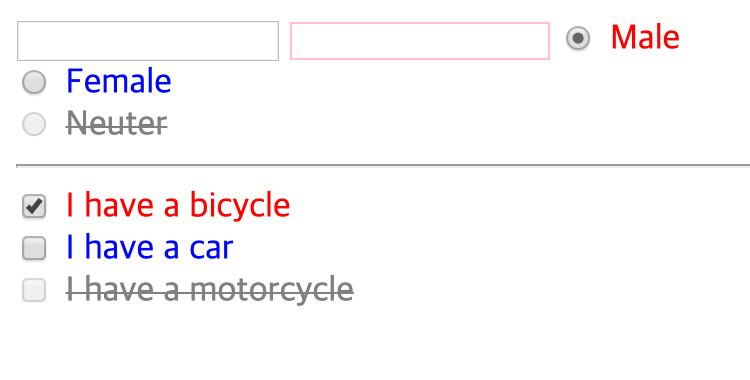 Male
Female
Neuter
I have a bicycle
I have a car
I have a motorcycle